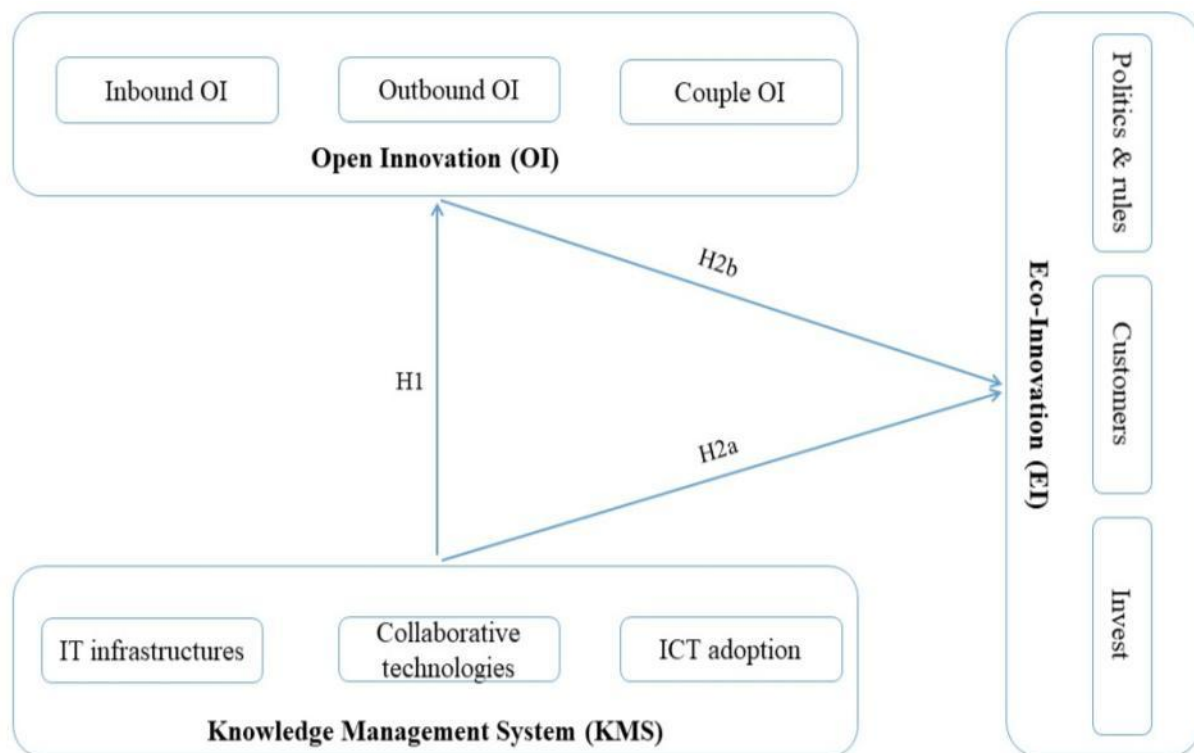 Inbound OI
Outbound OI
Couple OI
Open Innovation (OI)
H1
H2b
H2a
IT infrastructures
Collaborative
technologies
ICT adoption
Knowledge Management System (KMS)
Eco-Innovation (EI)
Politics & rules
Customers
Invest